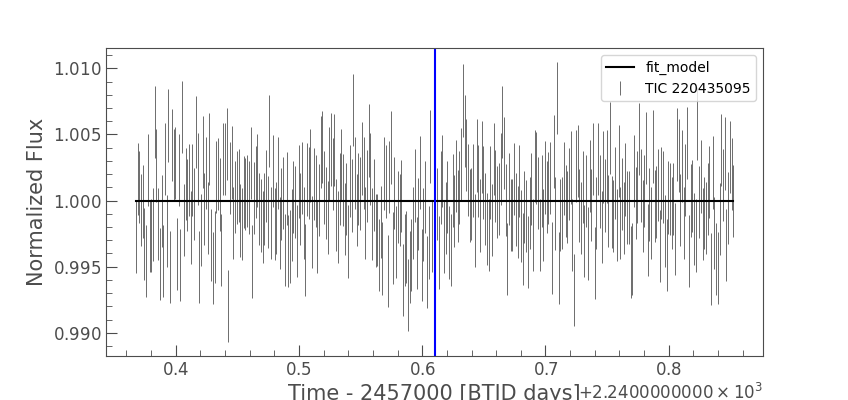 1.010
1.005
1.000
0.995
0.990
Normalized Flux
fit_model
TIC 220435095
0.4
0.5
0.6
0.7
0.8
Time - 2457000 [BTJD days]
+2.2400000000 × 10³